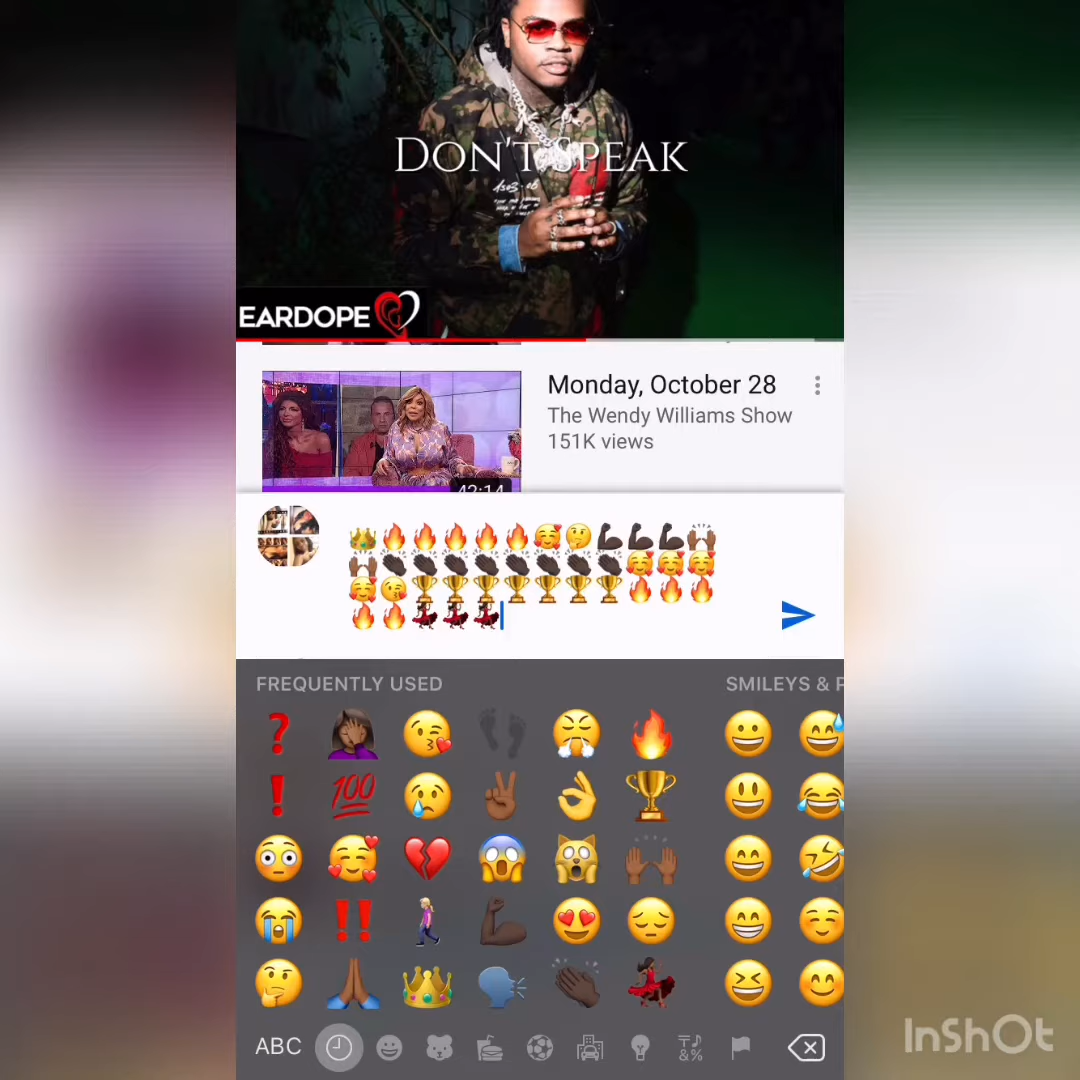 DON'T SPEAK
EARDOPE
Monday, October 28
The Wendy Williams Show
151K views
42:14
FREQUENTLY USED
SMILEYS & P
100
ABC
&%
InShOt